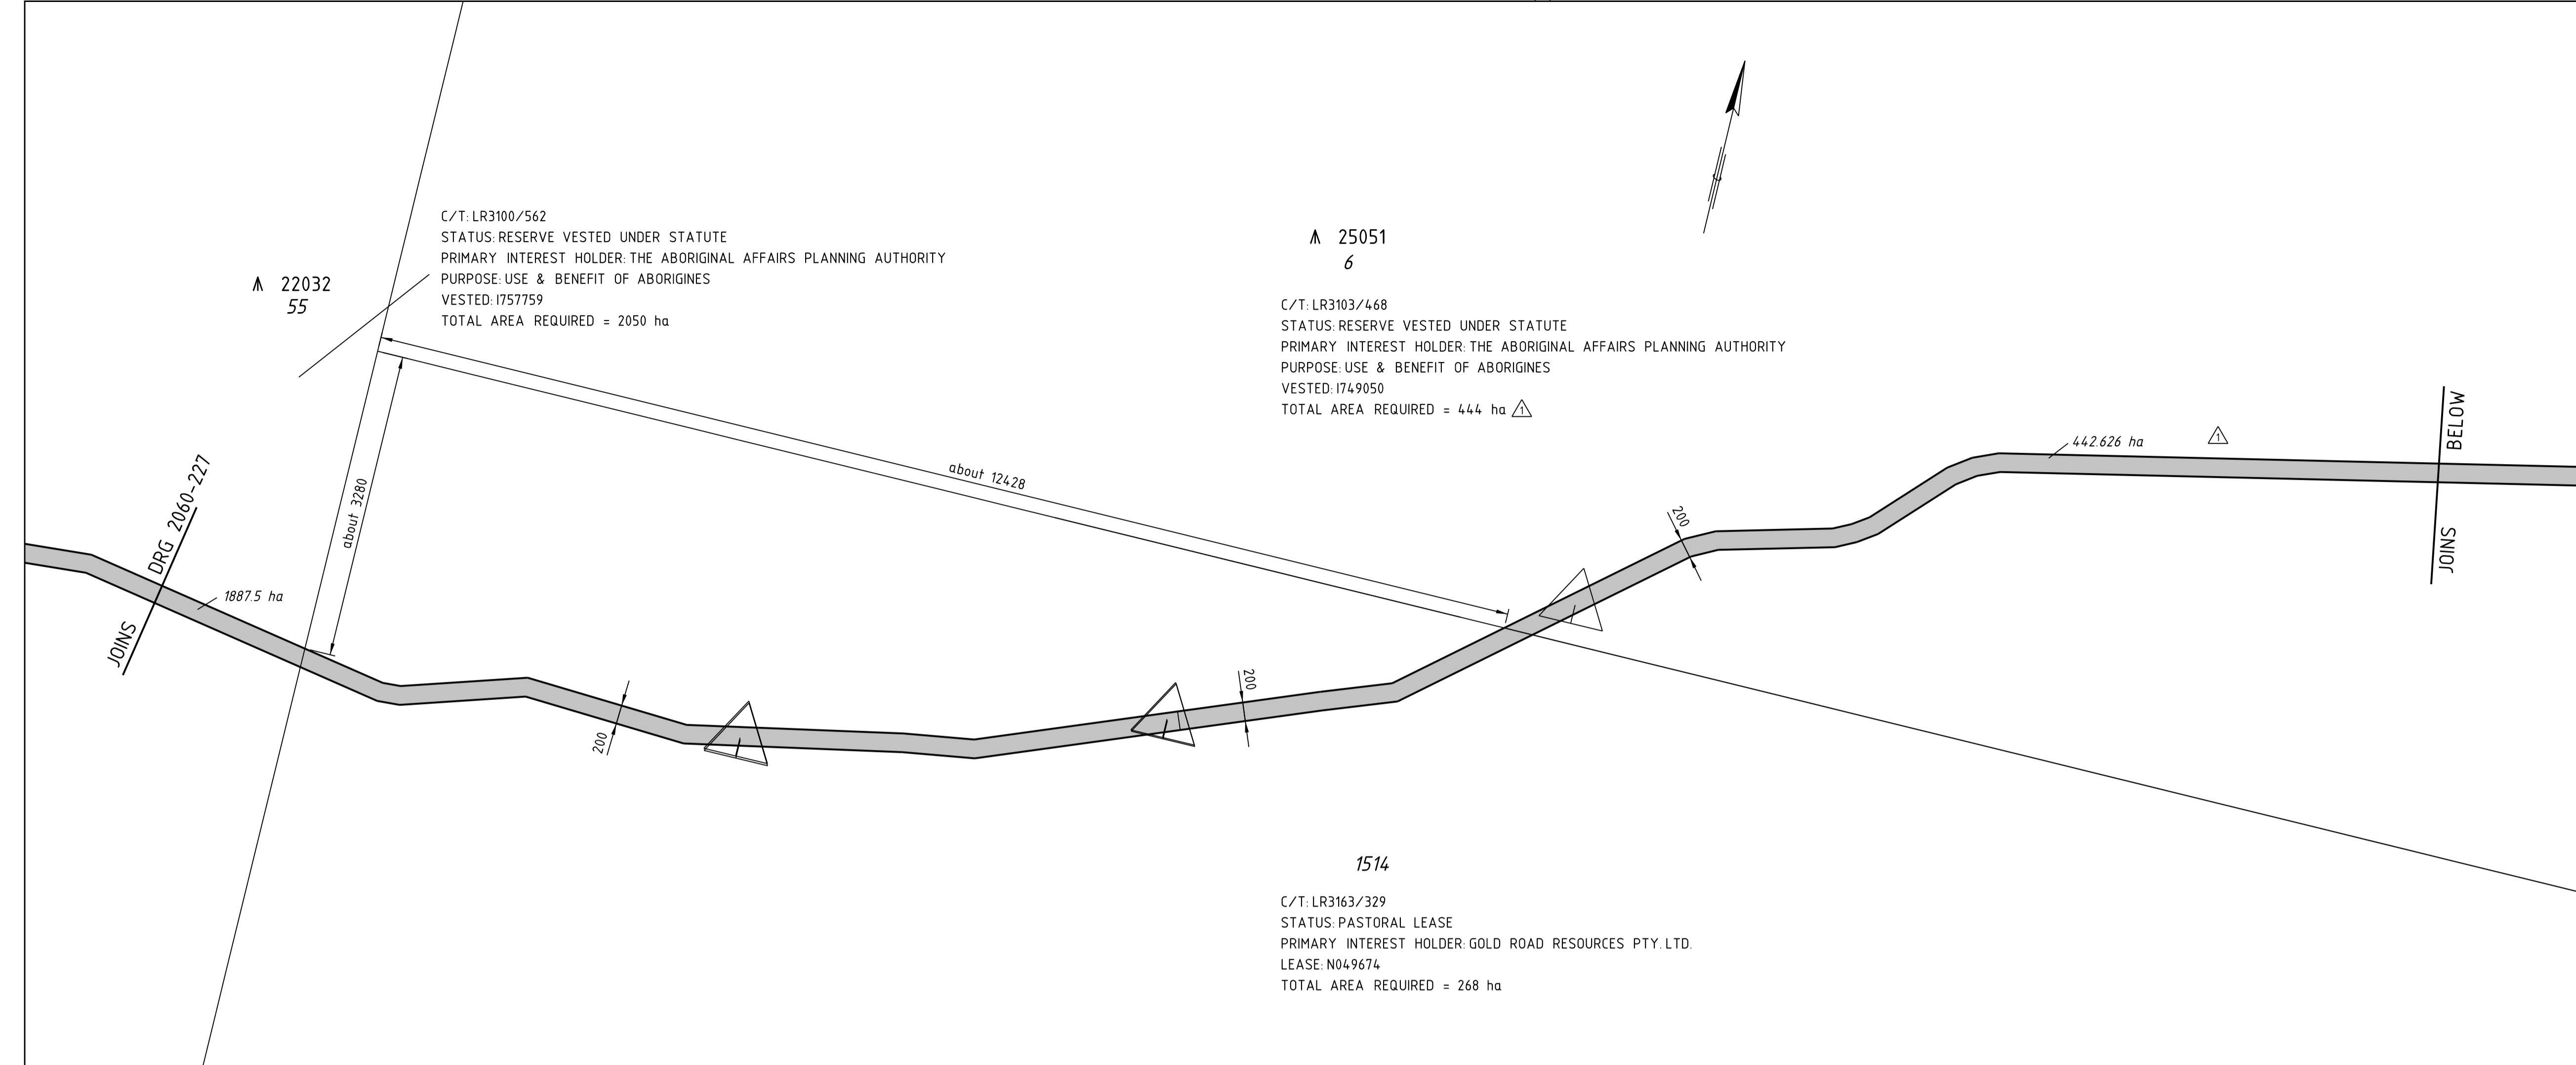 C/T: LR3100/562
STATUS: RESERVE VESTED UNDER STATUTE
PRIMARY INTEREST HOLDER: THE ABORIGINAL AFFAIRS PLANNING AUTHORITY
PURPOSE: USE & BENEFIT OF ABORIGINES
VESTED: I757759
TOTAL AREA REQUIRED = 2050 ha
22032
55
25051
6
C/T: LR3103/468
STATUS: RESERVE VESTED UNDER STATUTE
PRIMARY INTEREST HOLDER: THE ABORIGINAL AFFAIRS PLANNING AUTHORITY
PURPOSE: USE & BENEFIT OF ABORIGINES
VESTED: I749050
TOTAL AREA REQUIRED = 444 ha 1
JOINS DRG 2060-227
1887.5 ha
about 3280
about 12428
200
200
200
442.626 ha 1
JOINS BELOW
1514
C/T: LR3163/329
STATUS: PASTORAL LEASE
PRIMARY INTEREST HOLDER: GOLD ROAD RESOURCES PTY. LTD.
LEASE: N049674
TOTAL AREA REQUIRED = 268 ha